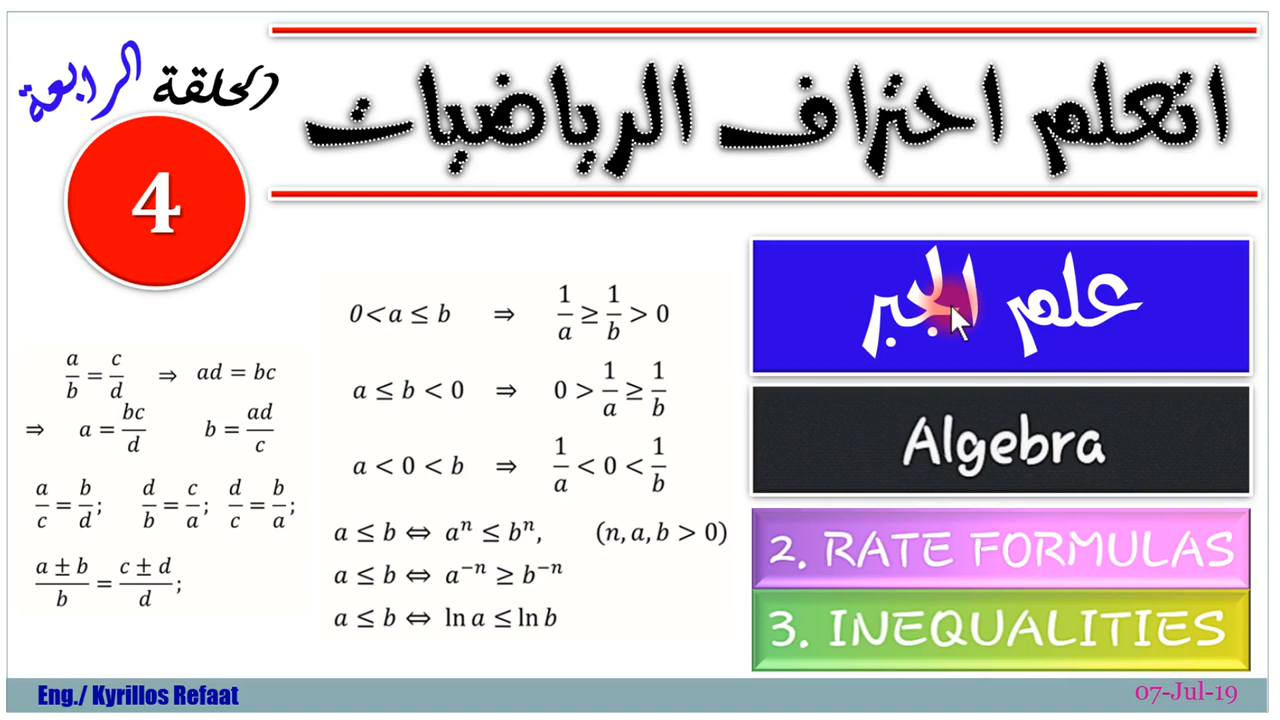 اتعلم احتراف الرياضيات
الحلقة الرابعة
4
علم الجبر
Algebra
2. RATE FORMULAS
3. INEQUALITIES
a/b = c/d ⇒ ad = bc
⇒ a = bc/d b = ad/c
a/c = b/d; d/b = c/a; d/c = b/a;
(a ± b)/b = (c ± d)/d;
0 < a ≤ b ⇒ 1/a ≥ 1/b > 0
a ≤ b < 0 ⇒ 0 > 1/a ≥ 1/b
a < 0 < b ⇒ 1/a < 0 < 1/b
a ≤ b ⇔ aⁿ ≤ bⁿ, (n, a, b > 0)
a ≤ b ⇔ a⁻ⁿ ≥ b⁻ⁿ
a ≤ b ⇔ ln a ≤ ln b
Eng./ Kyrillos Refaat
07-Jul-19